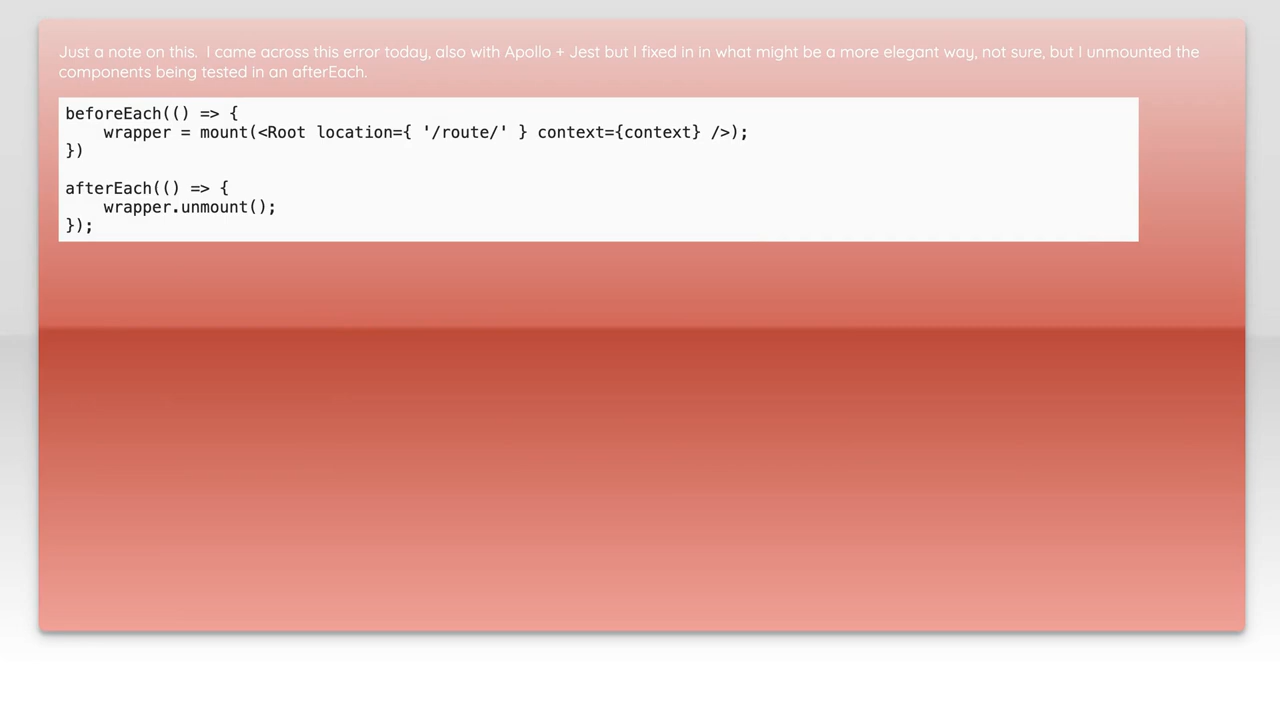 Just a note on this.  I came across this error today, also with Apollo + Jest but I fixed in in what might be a more elegant way, not sure, but I unmounted the
components being tested in an afterEach.
beforeEach(() => {
    wrapper = mount(<Root location={ '/route/' } context={context} />);
})

afterEach(() => {
    wrapper.unmount();
});